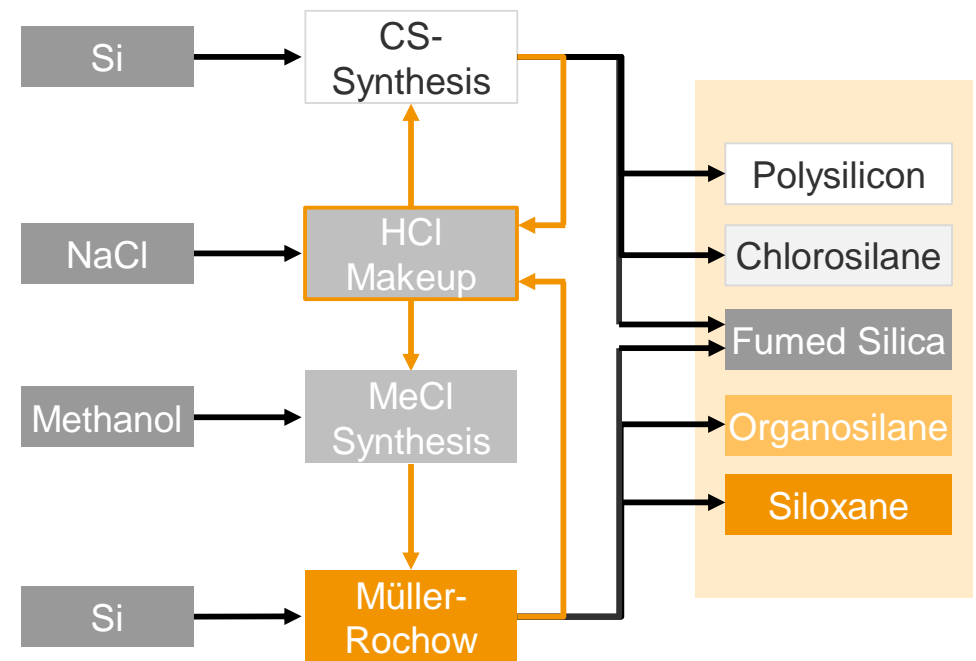 Si
CS-
Synthesis
Polysilicon
NaCl
HCl
Makeup
Chlorosilane
Fumed Silica
Methanol
MeCl
Synthesis
Organosilane
Siloxane
Si
Müller-
Rochow